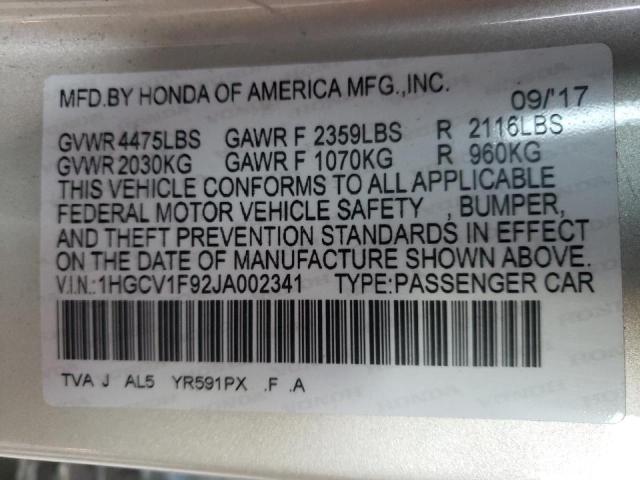 MFD.BY HONDA OF AMERICA MFG.,INC. 09/'17
GVWR 4475LBS GAWR F 2359LBS R 2116LBS
GVWR 2030KG GAWR F 1070KG R 960KG
THIS VEHICLE CONFORMS TO ALL APPLICABLE
FEDERAL MOTOR VEHICLE SAFETY , BUMPER,
AND THEFT PREVENTION STANDARDS IN EFFECT
ON THE DATE OF MANUFACTURE SHOWN ABOVE.
V.I.N.:1HGCV1F92JA002341 TYPE:PASSENGER CAR
TVA J AL5 YR591PX .F .A